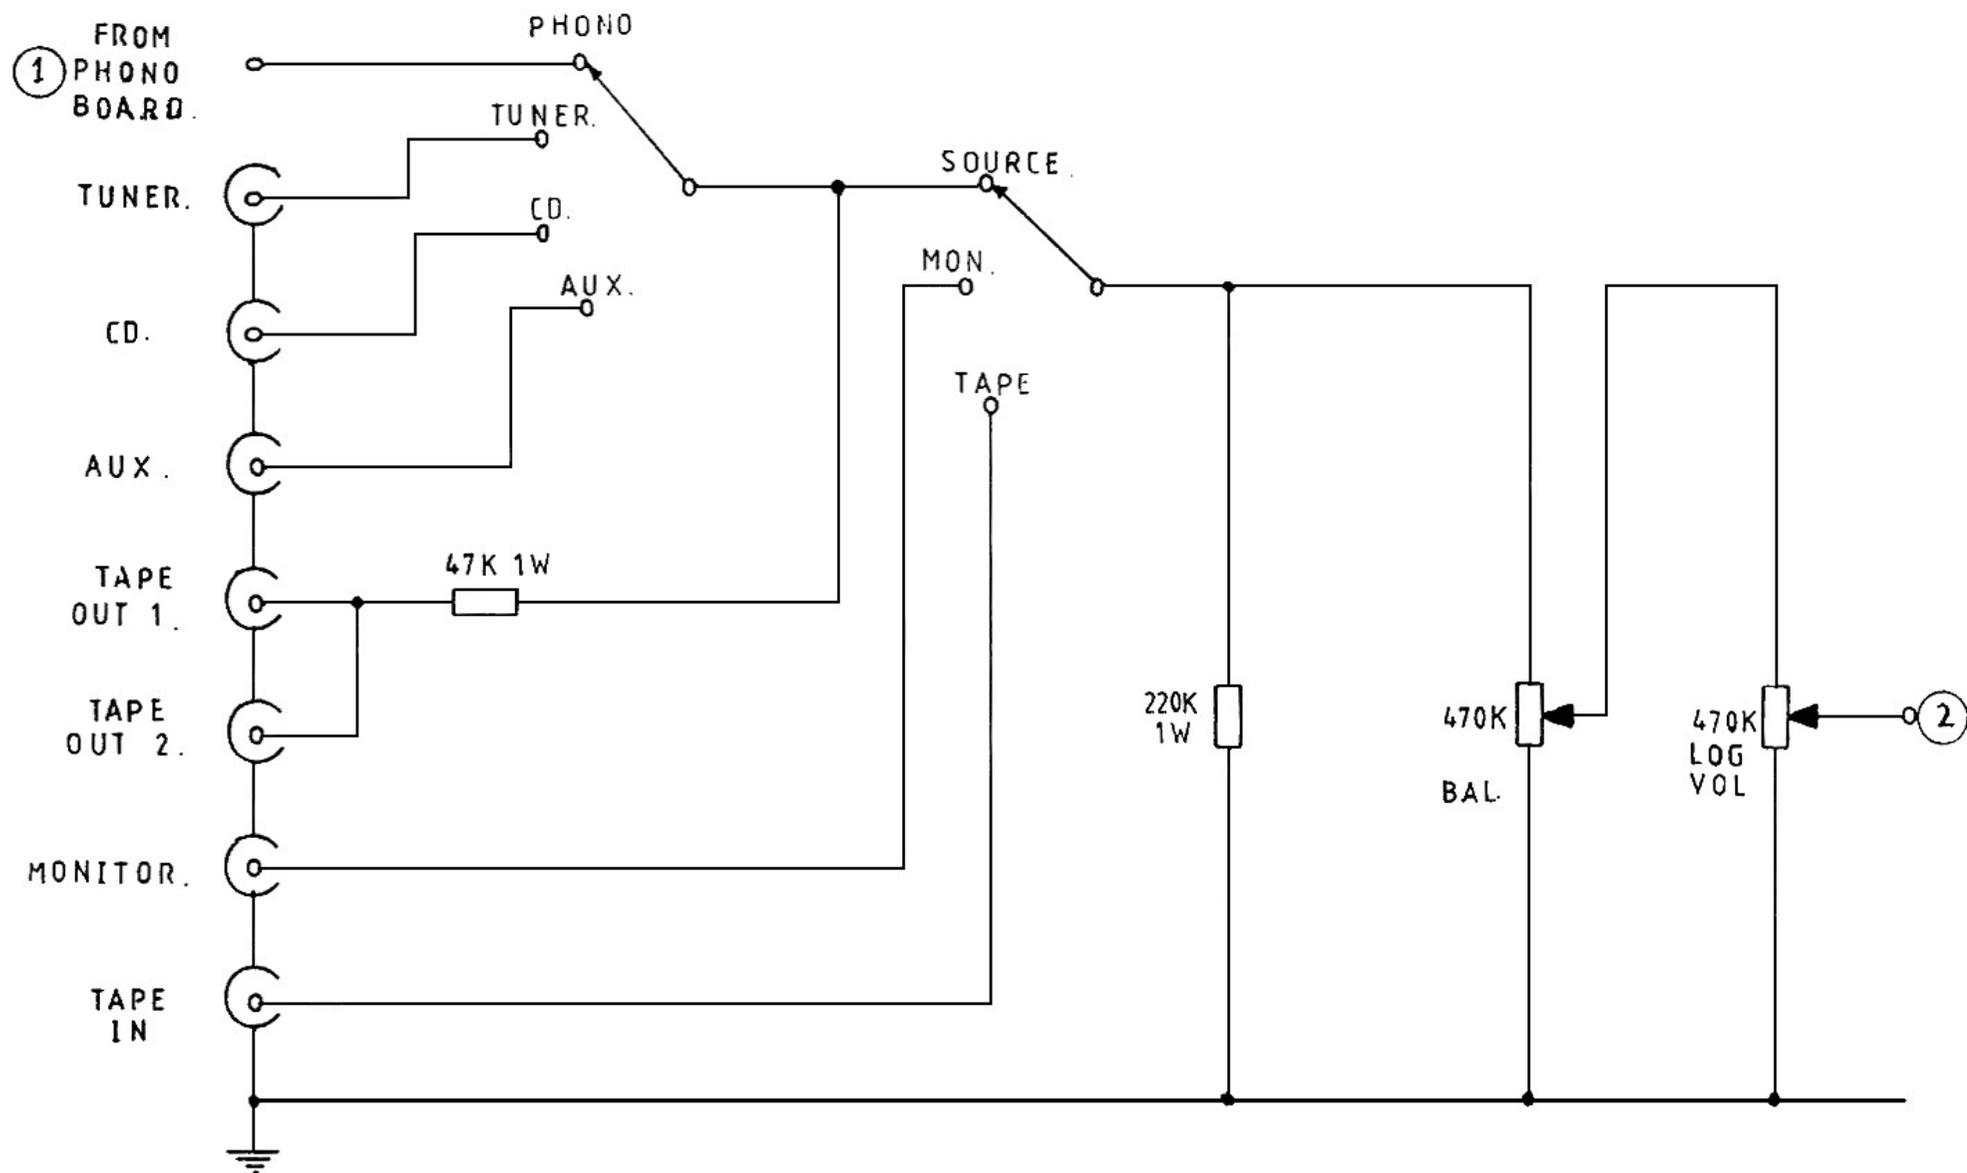 FROM
1 PHONO
BOARD.
PHONO
TUNER.
TUNER.
CD.
CD.
AUX.
AUX.
SOURCE.
MON.
TAPE
TAPE
OUT 1.
47K 1W
TAPE
OUT 2.
220K
1W
470K
BAL.
470K
LOG
VOL
2
MONITOR.
TAPE
IN